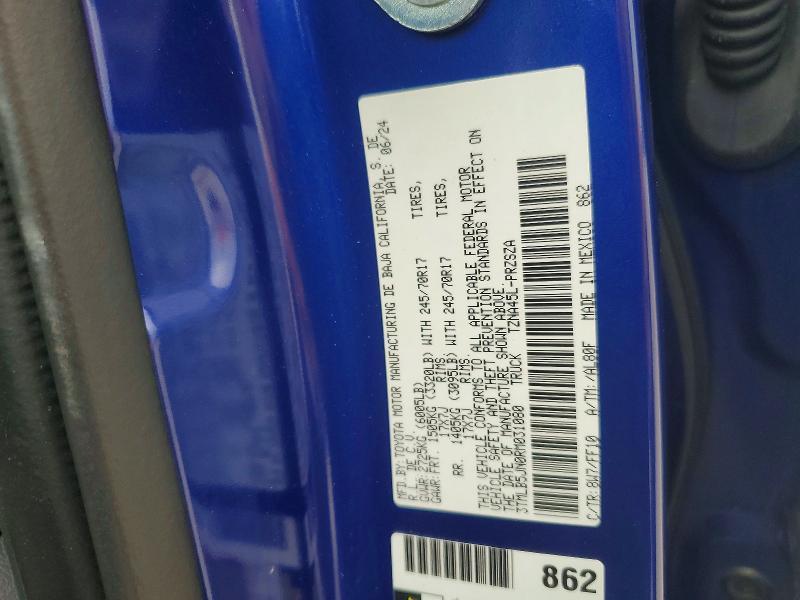 MFD.BY:TOYOTA MOTOR MANUFACTURING DE BAJA CALIFORNIA, S. DE
R.L. DE C.V. DATE: 06/24
GVWR:2725KG(6005LB)
GAWR:FRT. 1505KG (3320LB) WITH 245/70R17 TIRES,
17X7J RIMS
RR. 1405KG (3095LB) WITH 245/70R17 TIRES,
17X7J RIMS
THIS VEHICLE CONFORMS TO ALL APPLICABLE FEDERAL MOTOR
VEHICLE SAFETY AND THEFT PREVENTION STANDARDS IN EFFECT ON
THE DATE OF MANUFACTURE SHOWN ABOVE.
3TMLB5JN0RM031080 TRUCK TZNA45L-PRZSZA
C/TR:8W7/FF10 A/TM:/AL80F MADE IN MEXICO 862
862